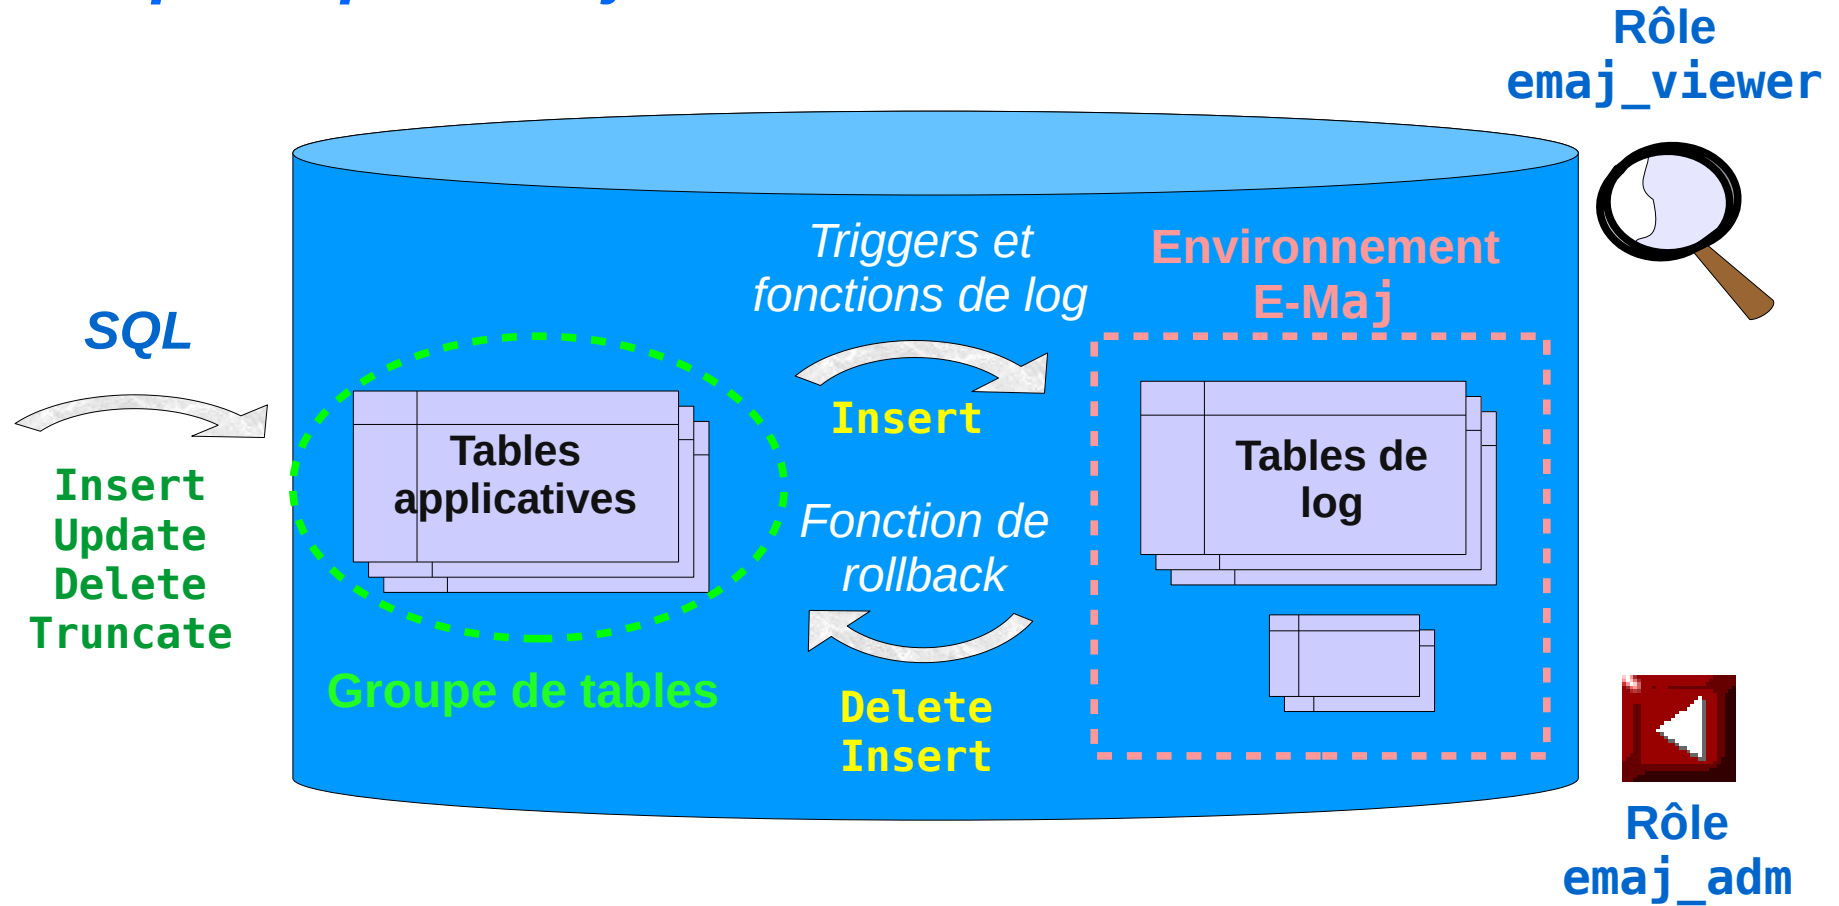 Rôle
emaj_viewer
Triggers et
fonctions de log
Environnement
E-Maj
SQL
Insert
Tables
applicatives
Tables de
log
Insert
Update
Delete
Truncate
Fonction de
rollback
Groupe de tables
Delete
Insert
Rôle
emaj_adm